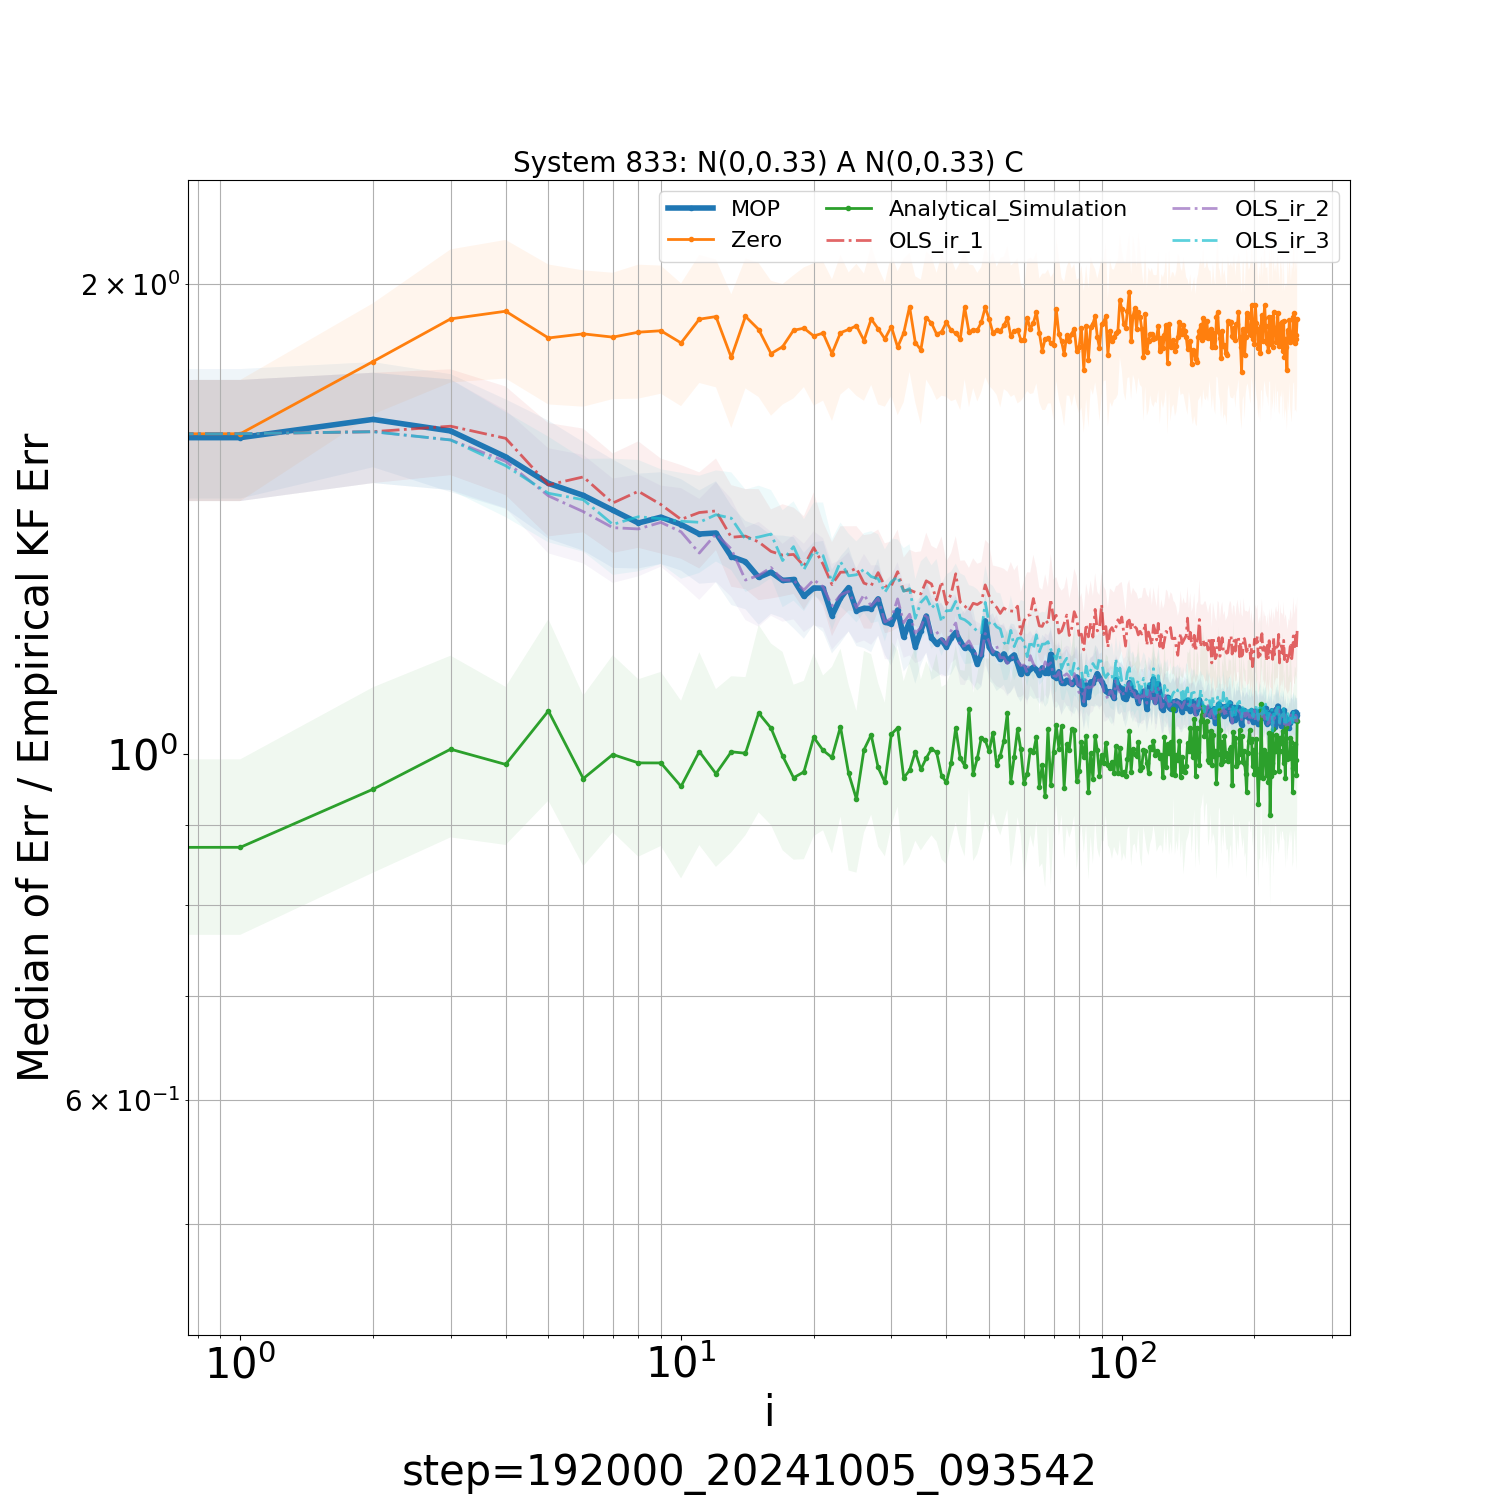 System 833: N(0,0.33) A N(0,0.33) C
MOP
Zero
Analytical_Simulation
OLS_ir_1
OLS_ir_2
OLS_ir_3
Median of Err / Empirical KF Err
2 × 10⁰
10⁰
6 × 10⁻¹
10⁰
10¹
10²
i
step=192000_20241005_093542